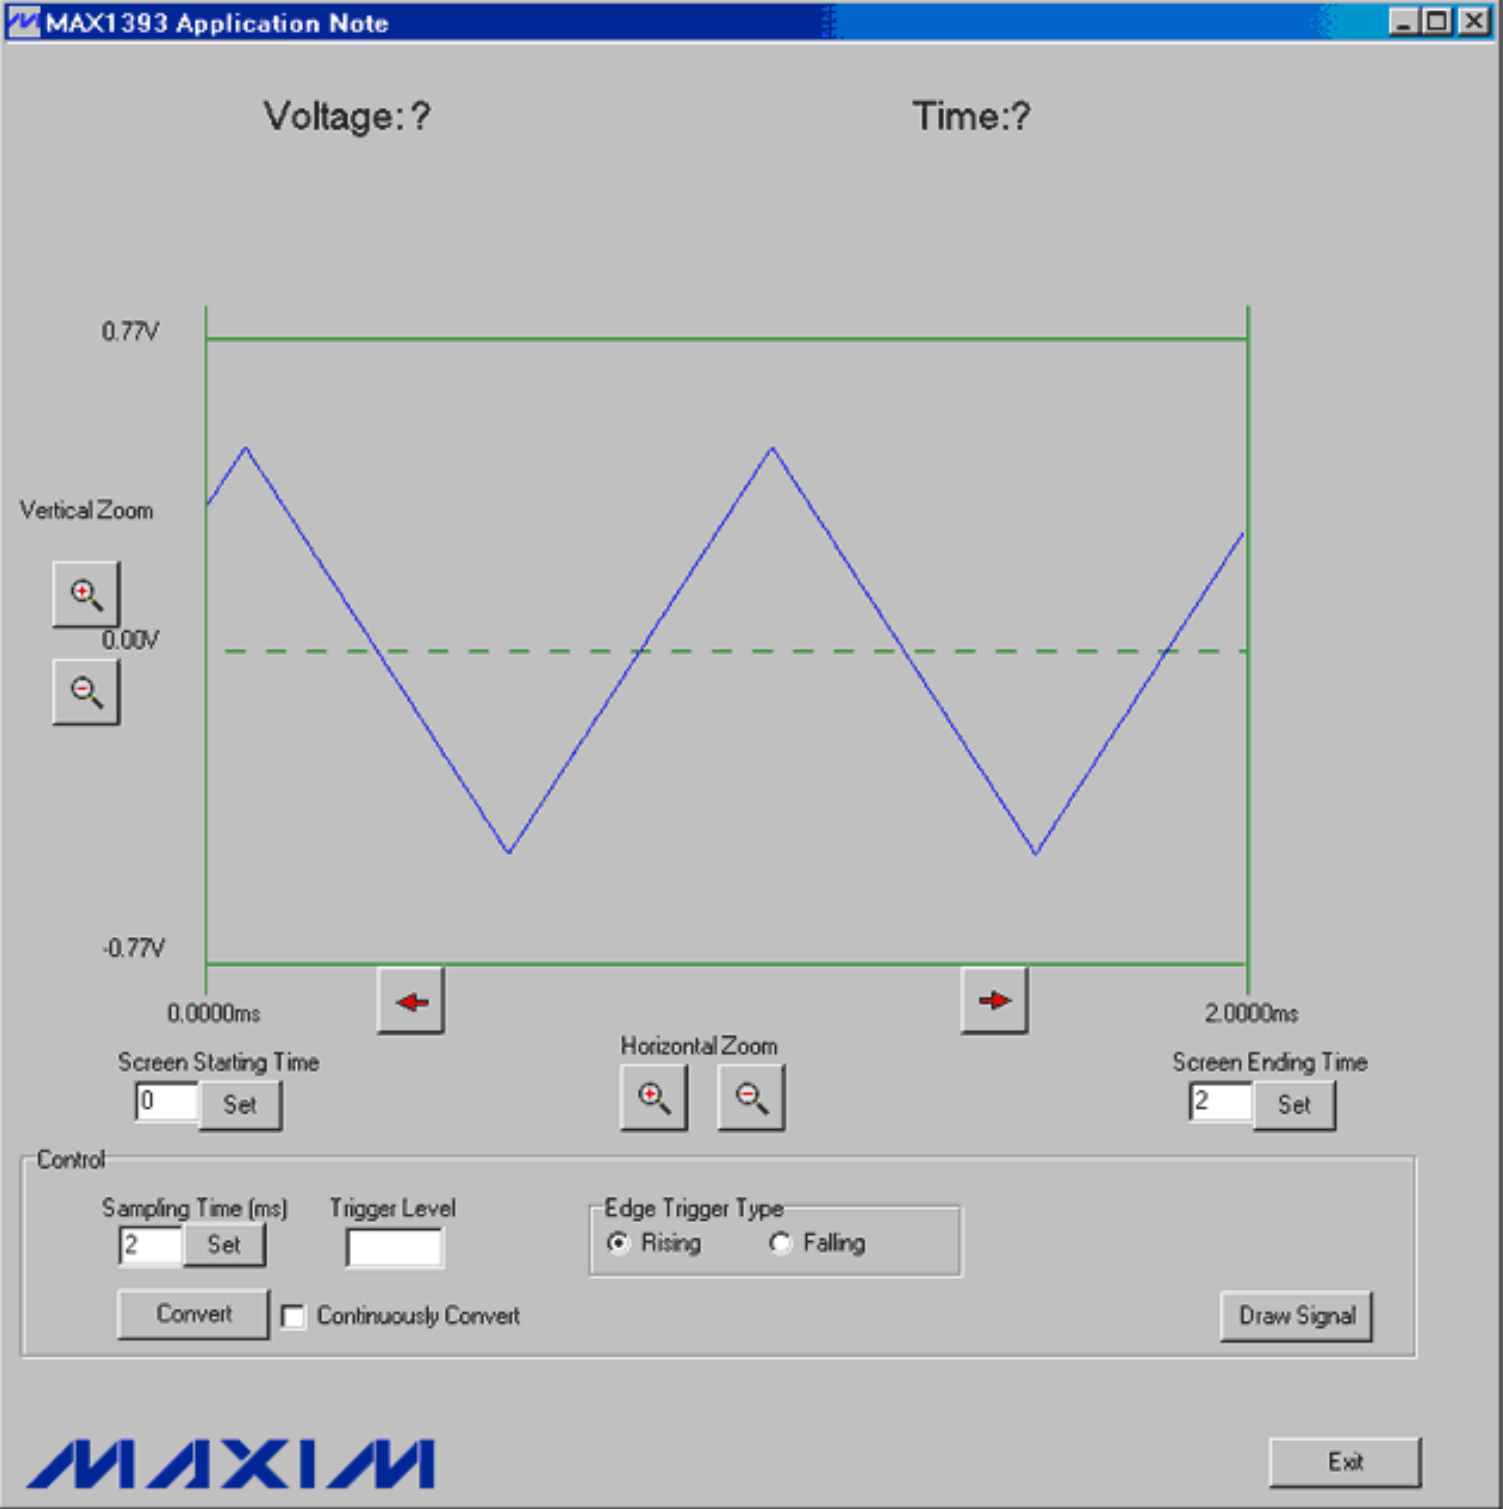 MAX1393 Application Note
Voltage: ?
Time:?
0.77V
Vertical Zoom
0.00V
-0.77V
0.0000ms
2.0000ms
Horizontal Zoom
Screen Starting Time
Screen Ending Time
0 Set
2 Set
Control
Sampling Time (ms)
Trigger Level
Edge Trigger Type
2 Set
Rising
Falling
Convert
Continuously Convert
Draw Signal
MAXIM
Exit